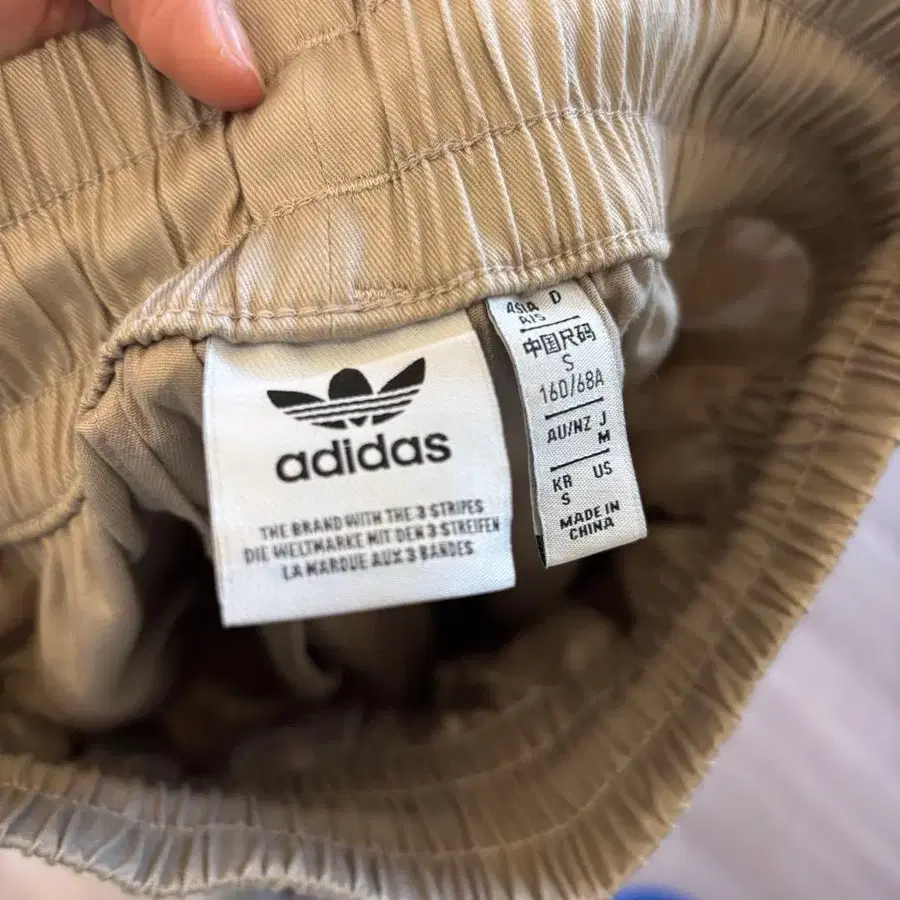 adidas
THE BRAND WITH THE 3 STRIPES
DIE WELTMARKE MIT DEN 3 STREIFEN
LA MARQUE AUX 3 BANDES
ASIA D
A/S
中国尺码
S
160/68A
AU/NZ J
M
KR US
S
MADE IN
CHINA